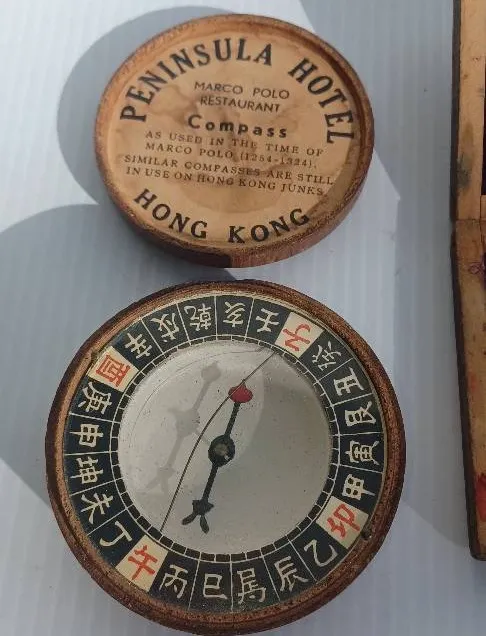 PENINSULA HOTEL
MARCO POLO
RESTAURANT
Compass
AS USED IN THE TIME OF
MARCO POLO (1254-1324).
SIMILAR COMPASSES ARE STILL
IN USE ON HONG KONG JUNKS.
HONG KONG
子癸丑艮寅甲卯乙辰巽巳丙午丁未坤申庚酉辛戌乾亥壬